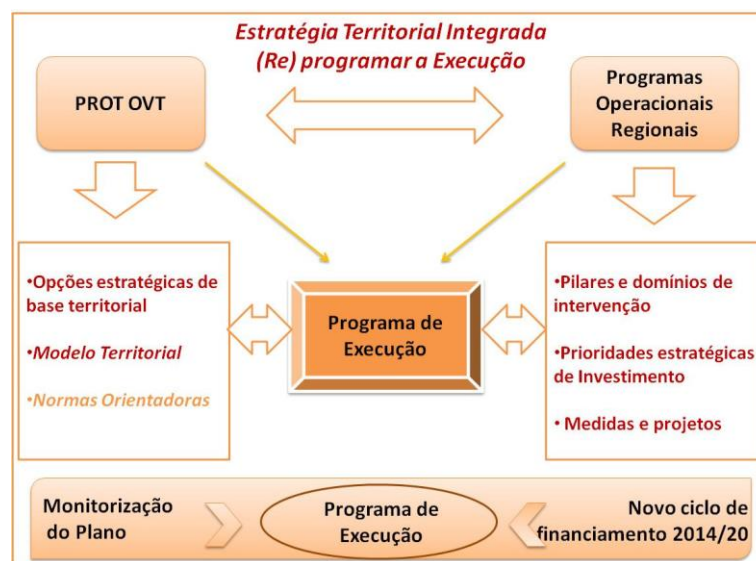 Estratégia Territorial Integrada
(Re) programar a Execução
PROT OVT
Programas
Operacionais
Regionais
•Opções estratégicas de
base territorial
•Modelo Territorial
•Normas Orientadoras
Programa de
Execução
•Pilares e domínios de
intervenção
•Prioridades estratégicas
de Investimento
• Medidas e projetos
Monitorização
do Plano
Programa de
Execução
Novo ciclo de
financiamento 2014/20